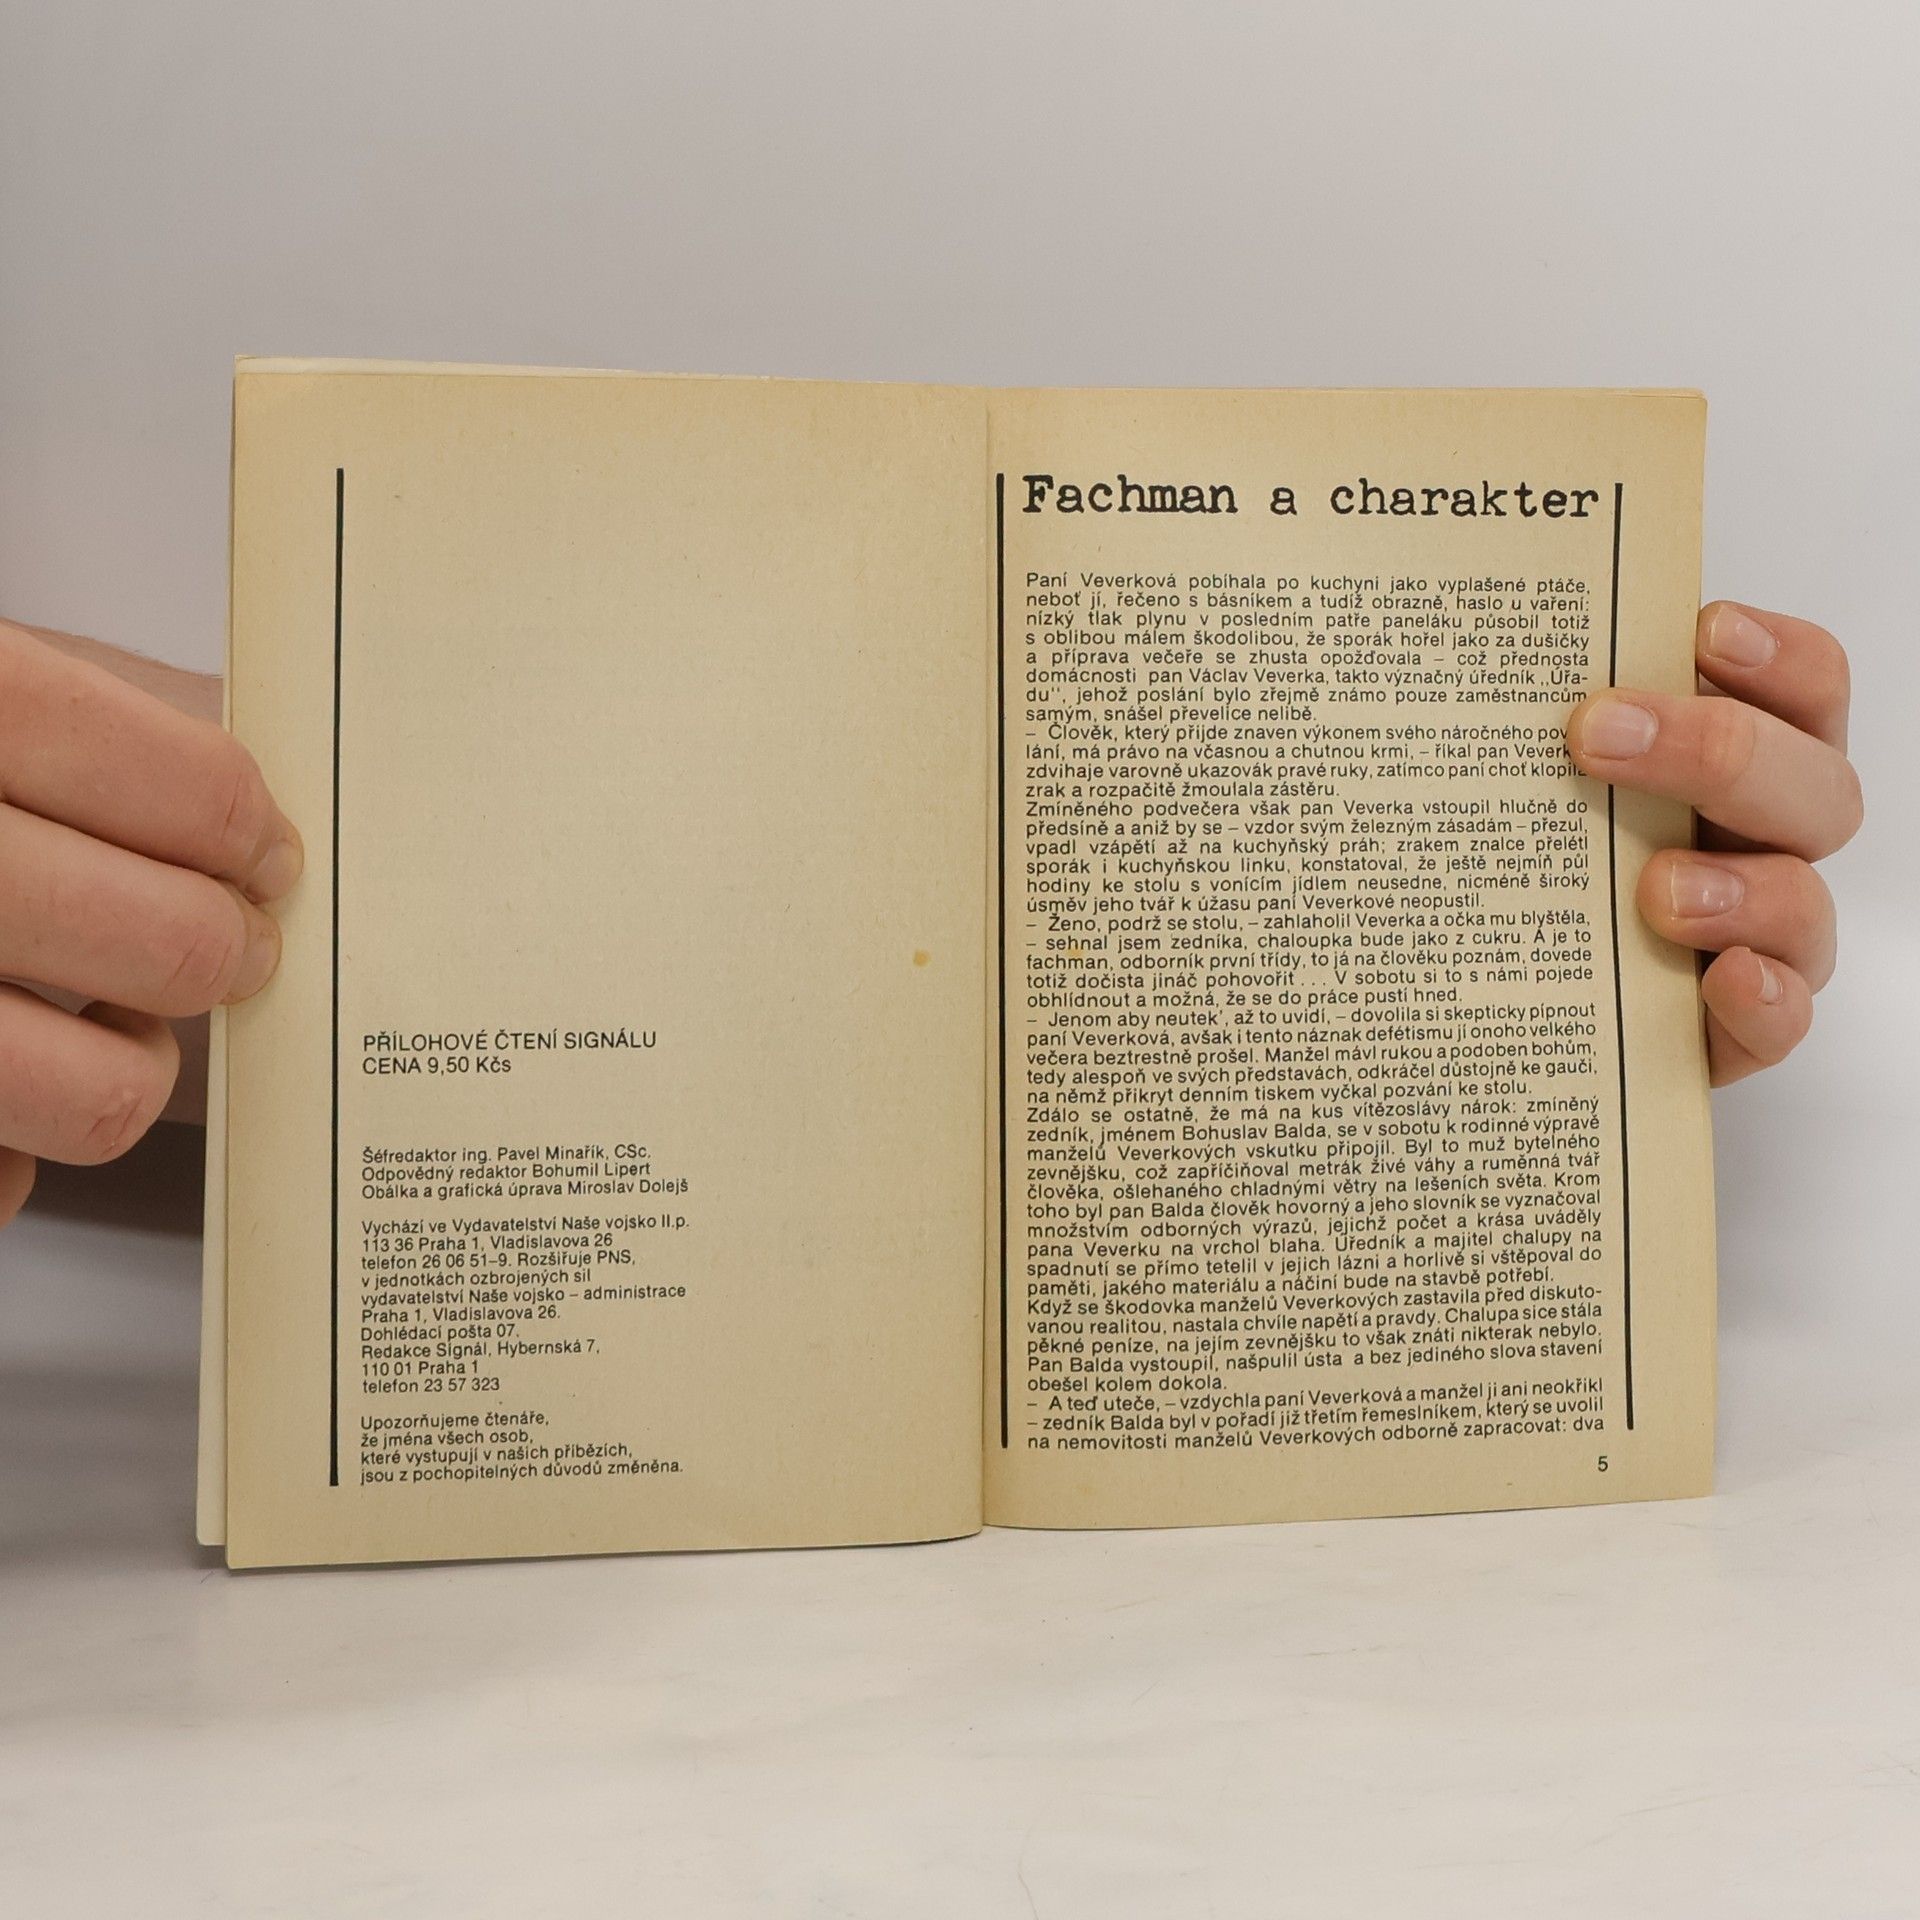 PŘÍLOHOVÉ ČTENÍ SIGNÁLU
CENA 9,50 Kčs
Šéfredaktor ing. Pavel Minařík, CSc.
Odpovědný redaktor Bohumil Lipert
Obálka a grafická úprava Miroslav Dolejš
Vychází ve Vydavatelství Naše vojsko II.p.
113 36 Praha 1, Vladislavova 26
telefon 26 06 51–9. Rozšiřuje PNS,
v jednotkách ozbrojených sil
vydavatelství Naše vojsko – administrace
Praha 1, Vladislavova 26.
Dohlédací pošta 07.
Redakce Signál, Hybernská 7,
110 01 Praha 1
telefon 23 57 323
Upozorňujeme čtenáře,
že jména všech osob,
které vystupují v našich příbězích,
jsou z pochopitelných důvodů změněna.
Fachman a charakter
Paní Veverková pobíhala po kuchyni jako vyplašené ptáče,
neboť jí, řečeno s básníkem a tudíž obrazně, haslo u vaření:
nízký tlak plynu v posledním patře paneláku působil totiž
s oblibou málem škodolibou, že sporák hořel jako za dušičky
a příprava večeře se zhusta opožďovala – což přednosta
domácnosti pan Václav Veverka, takto význačný úředník ,,Úřa-
du'', jehož poslání bylo zřejmě známo pouze zaměstnancům
samým, snášel převelice nelibě.
– Člověk, který přijde znaven výkonem svého náročného
lání, má právo na včasnou a chutnou krmi, – říkal pan
zdvihaje varovně ukazovák pravé ruky, zatímco paní choť
zrak a rozpačitě žmoulala zástěru.
Zmíněného podvečera však pan Veverka vstoupil hlučně do
předsíně a aniž by se – vzdor svým železným zásadám – přezul,
vpadl vzápětí až na kuchyňský práh; zrakem znalce přelétl
sporák i kuchyňskou linku, konstatoval, že ještě nejmíň půl
hodiny ke stolu s vonícím jídlem neusedne, nicméně široký
úsměv jeho tvář k úžasu paní Veverkové neopustil.
– Ženo, podrž se stolu, – zahlaholil Veverka a očka mu blyštěla,
– sehnal jsem zedníka, chaloupka bude jako z cukru. A je to
fachman, odborník první třídy, to já na člověku poznám, dovede
totiž dočista jináč pohovořit . . . V sobotu si to s námi pojede
obhlídnout a možná, že se do práce pustí hned.
– Jenom aby neutek', až to uvidí, – dovolila si skepticky pípnout
paní Veverková, avšak i tento náznak defétismu jí onoho velkého
večera beztrestně prošel. Manžel mávl rukou a podoben bohům,
tedy alespoň ve svých představách, odkráčel důstojně ke gauči,
na němž přikryt denním tiskem vyčkal pozvání ke stolu.
Zdálo se ostatně, že má na kus vítězoslávy nárok: zmíněný
zedník, jménem Bohuslav Balda, se v sobotu k rodinné výpravě
manželů Veverkových vskutku připojil. Byl to muž bytelného
zevnějšku, což zapříčiňoval metrák živé váhy a ruměnná tvář
člověka, ošlehaného chladnými větry na lešeních světa. Krom
toho byl pan Balda člověk hovorný a jeho slovník se vyznačoval
množstvím odborných výrazů, jejichž počet a krása uváděly
pana Veverku na vrchol blaha. Úředník a majitel chalupy na
spadnutí se přímo tetelil v jejich lázni a horlivě si vštěpoval do
paměti, jakého materiálu a náčiní bude na stavbě potřebí.
Když se škodovka manželů Veverkových zastavila před diskuto-
vanou realitou, nastala chvíle napětí a pravdy. Chalupa sice stála
pěkné peníze, na jejím zevnějšku to však znáti nikterak nebylo.
Pan Balda vystoupil, našpulil ústa a bez jediného slova stavení
obešel kolem dokola.
– A teď uteče, – vzdychla paní Veverková a manžel ji ani neokřikl
– zedník Balda byl v pořadí již třetím řemeslníkem, který se uvolil
na nemovitosti manželů Veverkových odborně zapracovat: dva
5